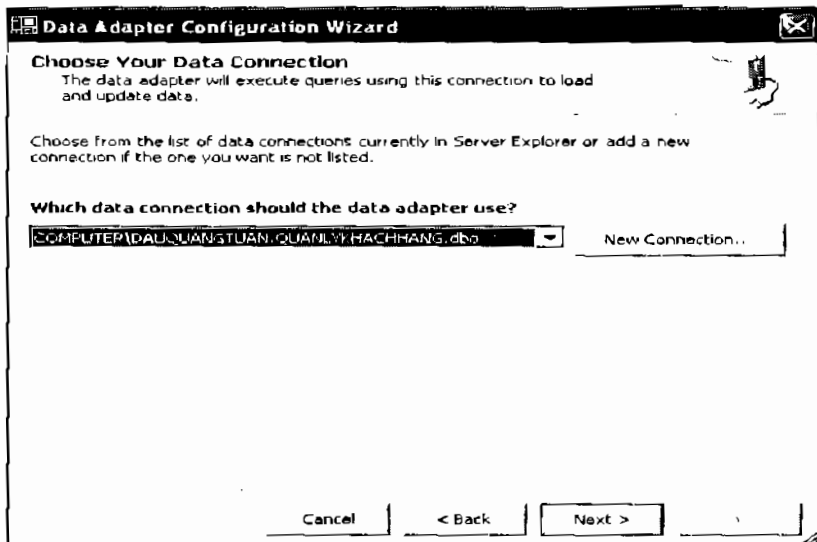 Data Adapter Configuration Wizard
Choose Your Data Connection
The data adapter will execute queries using this connection to load
and update data.
Choose from the list of data connections currently in Server Explorer or add a new
connection if the one you want is not listed.
Which data connection should the data adapter use?
COMPUTER\DAUQUANGTUAN.QUANLYKHACHHANG.dbo
New Connection..
Cancel
< Back
Next >